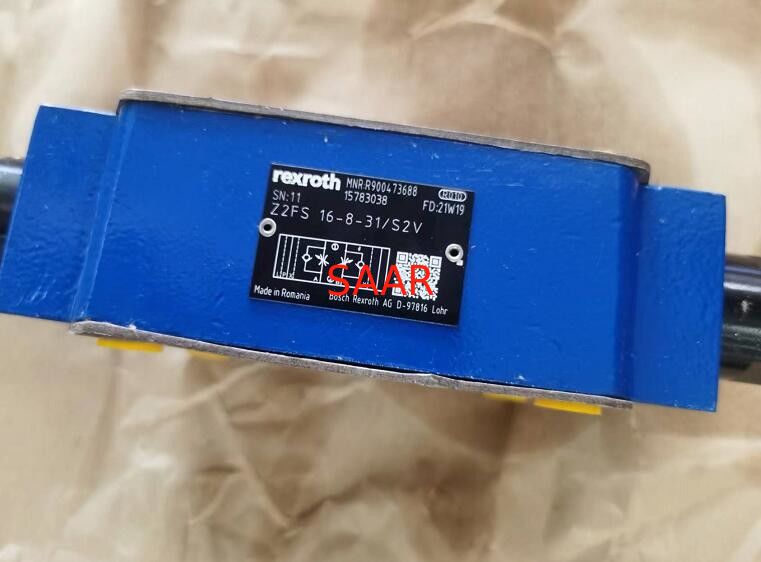 rexroth MNR:R900473688 R010
SN:11 15783038 FD:21W19
Z2FS 16-8-31/S2V
SAAR
Made in Romania Bosch Rexroth AG D-97816 Lohr